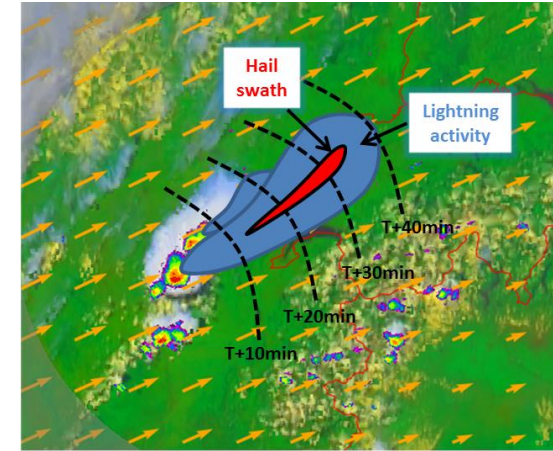 Hail
swath
Lightning
activity
T+40min
T+30min
T+20min
T+10min